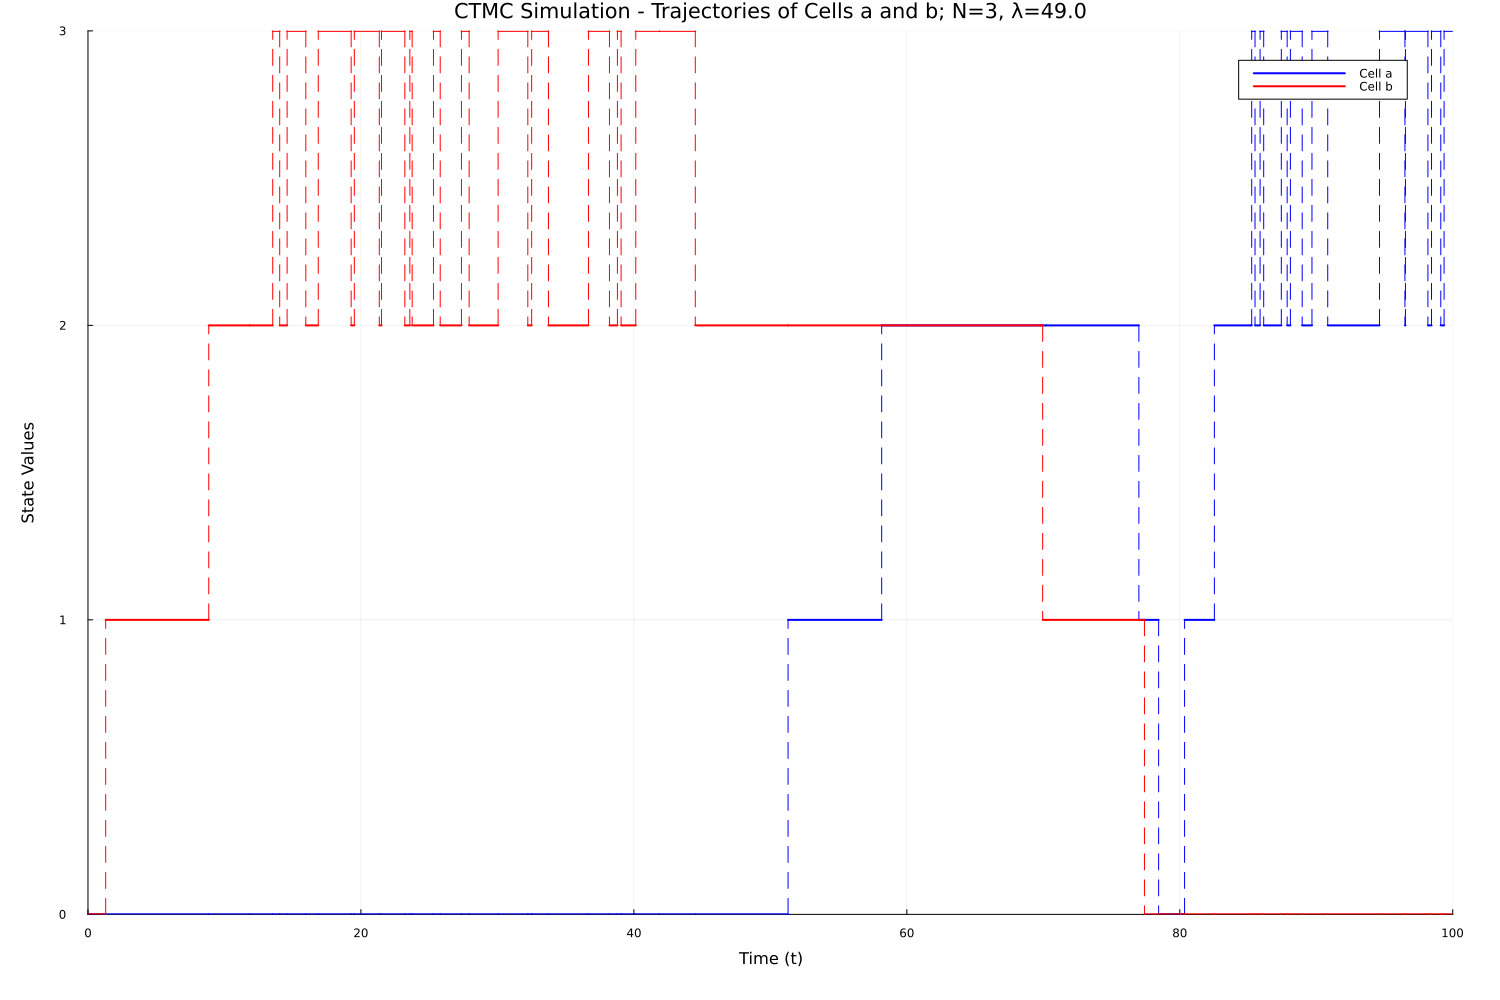 CTMC Simulation - Trajectories of Cells a and b; N=3, λ=49.0
3
Cell a
Cell b
2
State Values
1
0
0 20 40 60 80 100
Time (t)